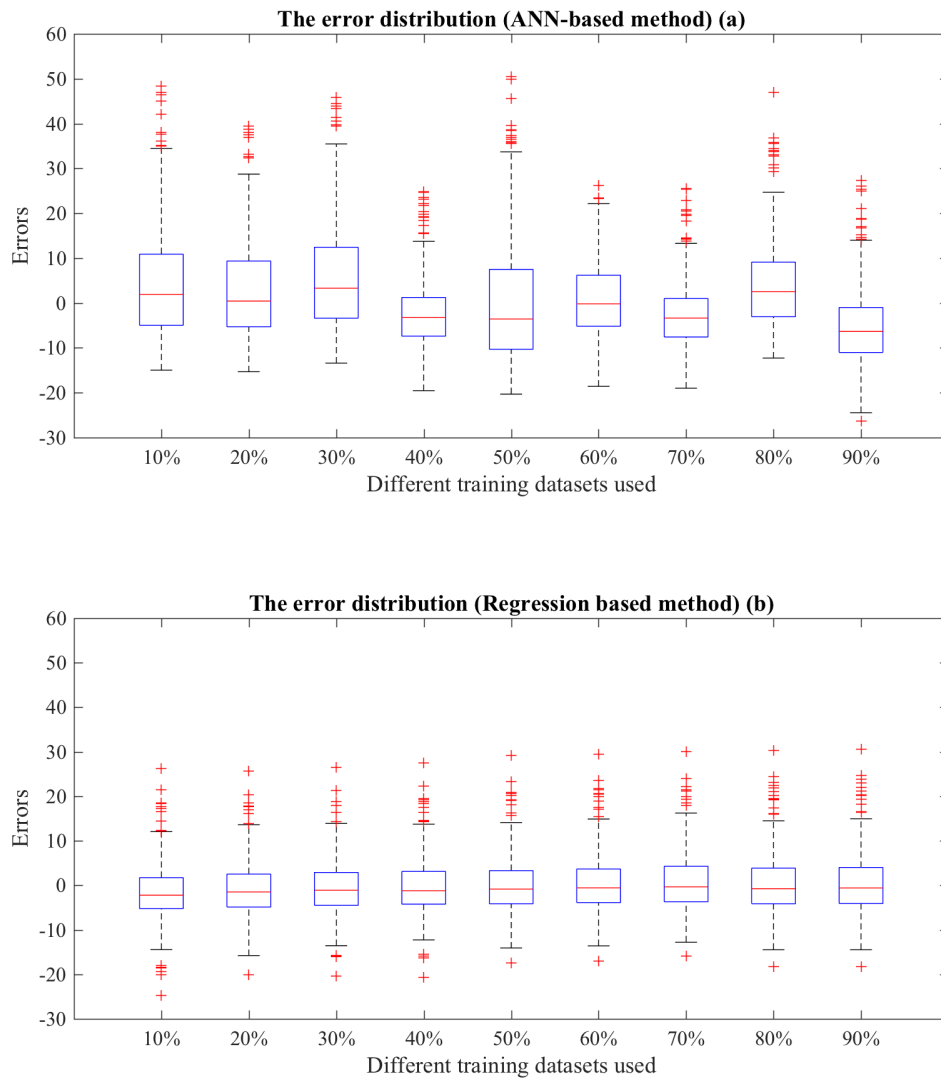 The error distribution (ANN-based method) (a)
60
50
40
30
20
10
0
-10
-20
-30
Errors
10% 20% 30% 40% 50% 60% 70% 80% 90%
Different training datasets used
The error distribution (Regression based method) (b)
60
50
40
30
20
10
0
-10
-20
-30
Errors
10% 20% 30% 40% 50% 60% 70% 80% 90%
Different training datasets used